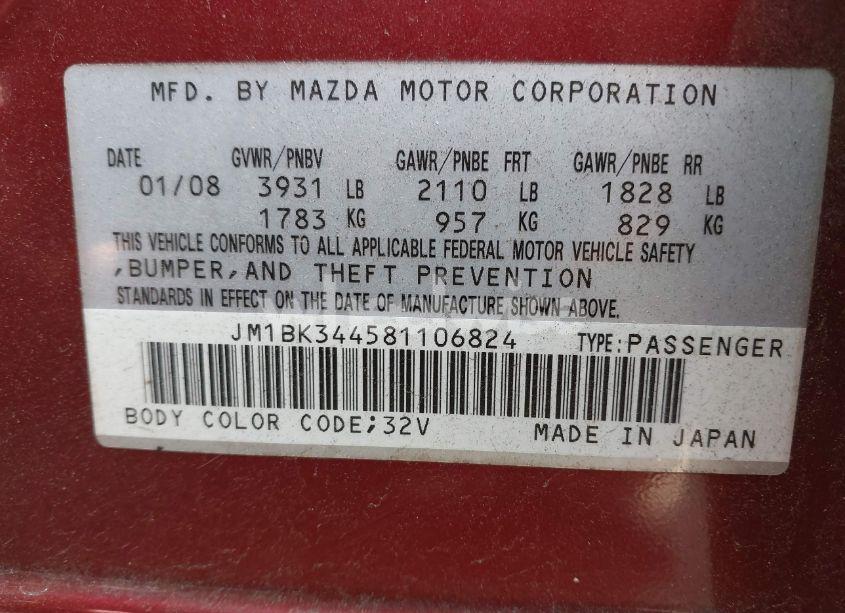 MFD. BY MAZDA MOTOR CORPORATION
DATE GVWR/PNBV GAWR/PNBE FRT GAWR/PNBE RR
01/08 3931 LB 2110 LB 1828 LB
1783 KG 957 KG 829 KG
THIS VEHICLE CONFORMS TO ALL APPLICABLE FEDERAL MOTOR VEHICLE SAFETY
,BUMPER,AND THEFT PREVENTION
STANDARDS IN EFFECT ON THE DATE OF MANUFACTURE SHOWN ABOVE.
JM1BK344581106824 TYPE:PASSENGER
BODY COLOR CODE;32V MADE IN JAPAN